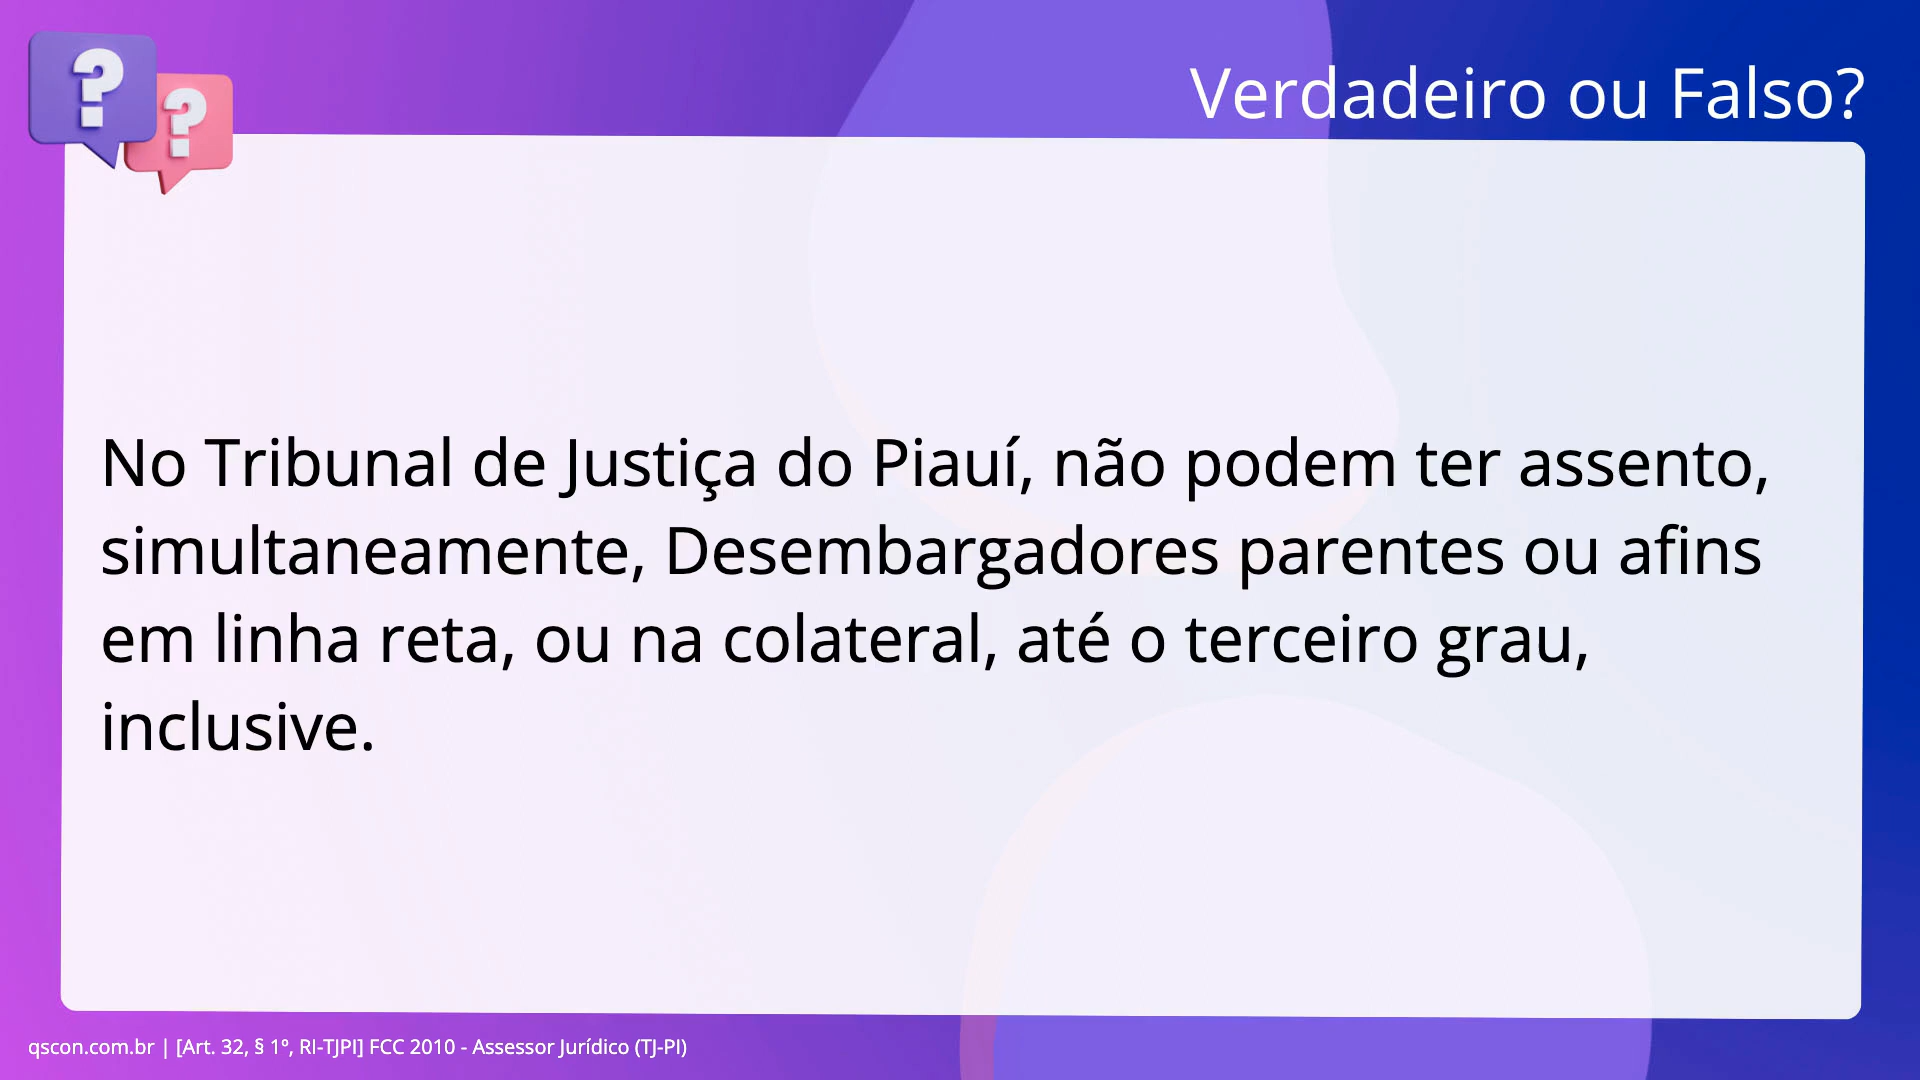 Verdadeiro ou Falso?
No Tribunal de Justiça do Piauí, não podem ter assento,
simultaneamente, Desembargadores parentes ou afins
em linha reta, ou na colateral, até o terceiro grau,
inclusive.
qscon.com.br | [Art. 32, § 1º, RI-TJPI] FCC 2010 - Assessor Jurídico (TJ-PI)